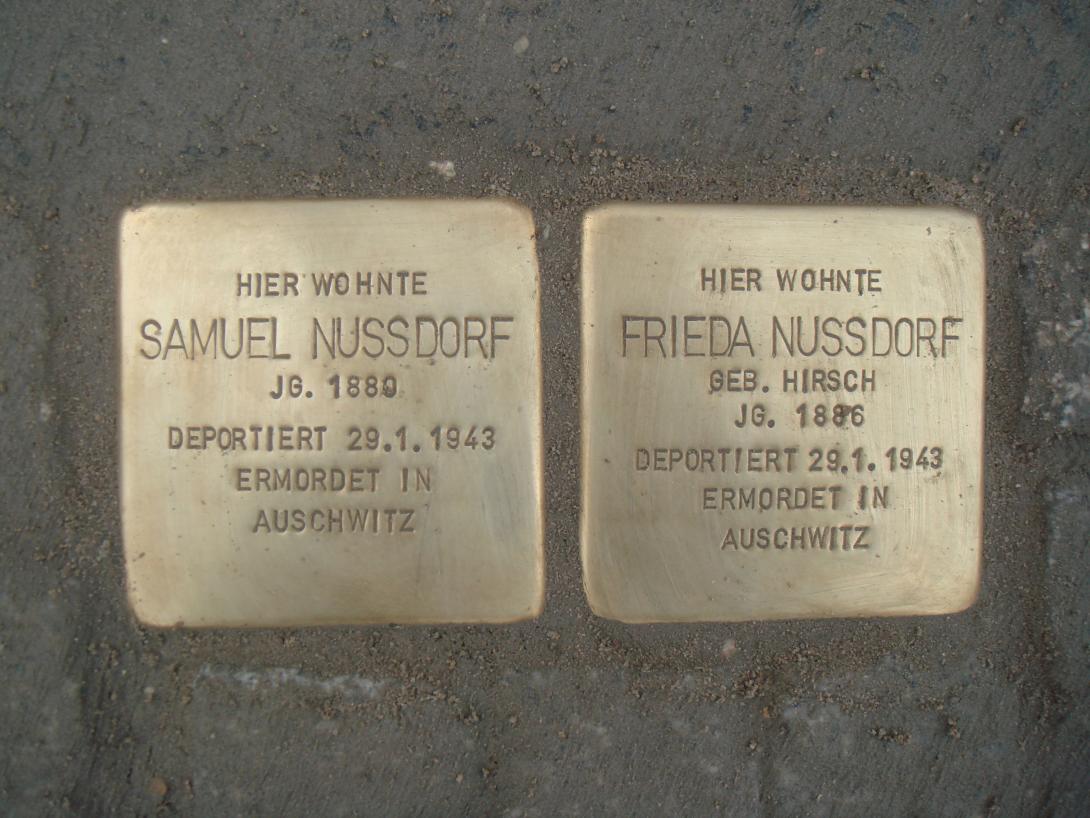 HIER WOHNTE
SAMUEL NUSSDORF
JG. 1889
DEPORTIERT 29.1.1943
ERMORDET IN
AUSCHWITZ
HIER WOHNTE
FRIEDA NUSSDORF
GEB. HIRSCH
JG. 1886
DEPORTIERT 29.1.1943
ERMORDET IN
AUSCHWITZ